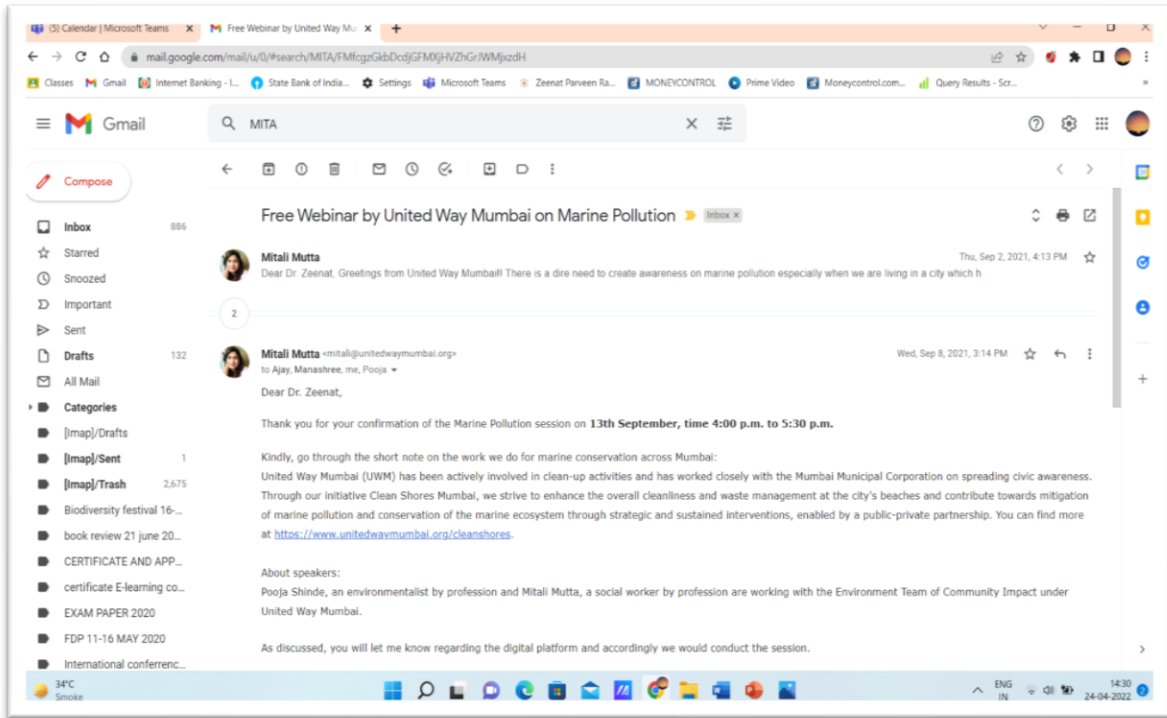 (5) Calendar | Microsoft Teams
Free Webinar by United Way Mu
mail.google.com/mail/u/0/#search/MITA/
Classes Gmail Internet Banking - I... State Bank of India... Settings Microsoft Teams Zeenat Parveen Ra... MONEYCONTROL Prime Video Moneycontrol.com... Query Results - Scr...
Gmail
MITA
Compose
Inbox 886
Starred
Snoozed
Important
Sent
Drafts 132
All Mail
Categories
[Imap]/Drafts
[Imap]/Sent 1
[Imap]/Trash 2,675
Biodiversity festival 16-...
book review 21 june 20...
CERTIFICATE AND APP...
certificate E-learning co...
EXAM PAPER 2020
FDP 11-16 MAY 2020
International conferenc...
Free Webinar by United Way Mumbai on Marine Pollution Inbox x
Mitali Mutta Thu, Sep 2, 2021, 4:13 PM
Dear Dr. Zeenat, Greetings from United Way Mumbai!! There is a dire need to create awareness on marine pollution especially when we are living in a city which h
2
Mitali Mutta <mitali@unitedwaymumbai.org> Wed, Sep 8, 2021, 3:14 PM
to Ajay, Manashree, me, Pooja
Dear Dr. Zeenat,
Thank you for your confirmation of the Marine Pollution session on 13th September, time 4:00 p.m. to 5:30 p.m.
Kindly, go through the short note on the work we do for marine conservation across Mumbai:
United Way Mumbai (UWM) has been actively involved in clean-up activities and has worked closely with the Mumbai Municipal Corporation on spreading civic awareness.
Through our initiative Clean Shores Mumbai, we strive to enhance the overall cleanliness and waste management at the city's beaches and contribute towards mitigation
of marine pollution and conservation of the marine ecosystem through strategic and sustained interventions, enabled by a public-private partnership. You can find more
at https://www.unitedwaymumbai.org/cleanshores.
About speakers:
Pooja Shinde, an environmentalist by profession and Mitali Mutta, a social worker by profession are working with the Environment Team of Community Impact under
United Way Mumbai.
As discussed, you will let me know regarding the digital platform and accordingly we would conduct the session.
34°C
Smoke
ENG
IN
14:30
24-04-2022
2